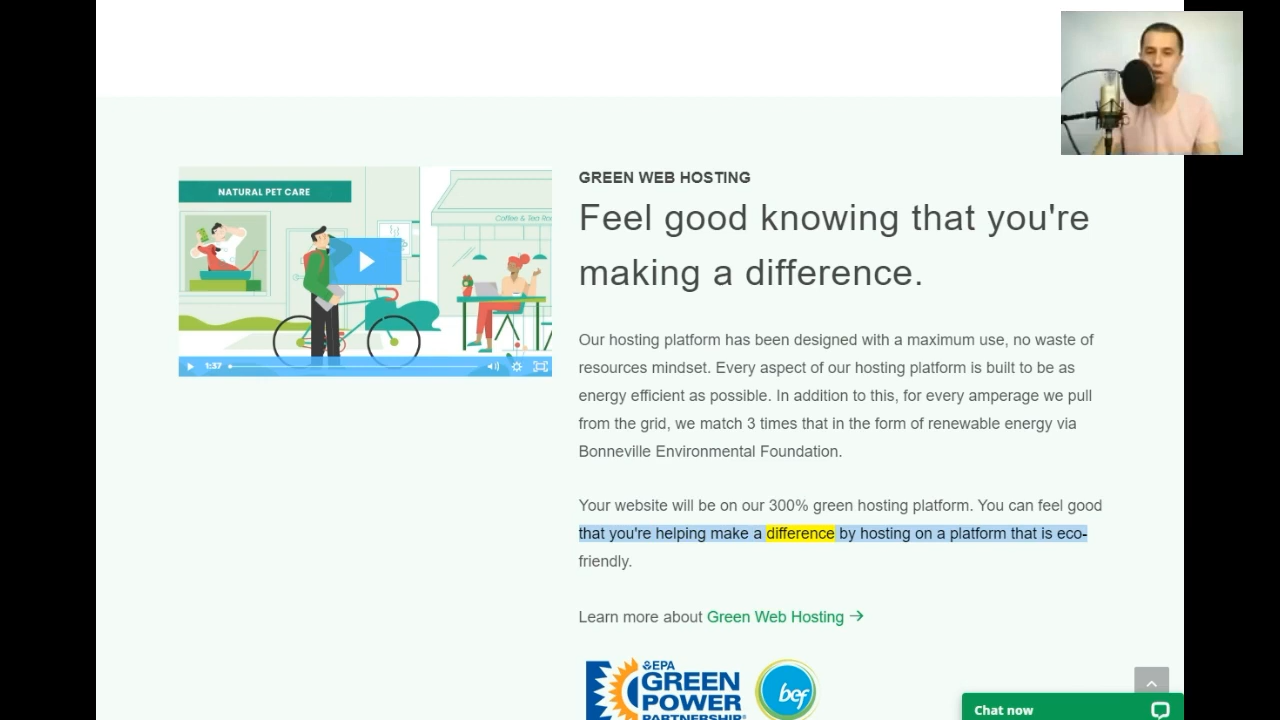 NATURAL PET CARE
Coffee & Tea Ro
1:37
GREEN WEB HOSTING
Feel good knowing that you're
making a difference.
Our hosting platform has been designed with a maximum use, no waste of
resources mindset. Every aspect of our hosting platform is built to be as
energy efficient as possible. In addition to this, for every amperage we pull
from the grid, we match 3 times that in the form of renewable energy via
Bonneville Environmental Foundation.
Your website will be on our 300% green hosting platform. You can feel good
that you're helping make a difference by hosting on a platform that is eco-
friendly.
Learn more about Green Web Hosting →
EPA
GREEN
POWER
PARTNERSHIP®
bef
Chat now